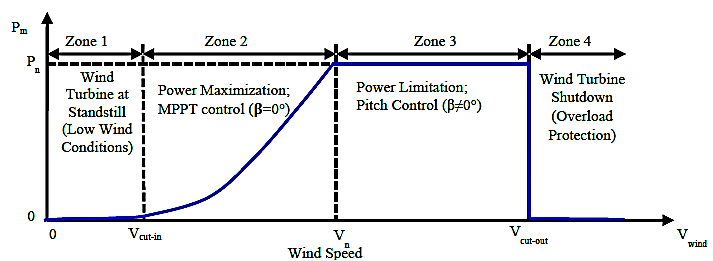 Pm
Zone 1
Zone 2
Zone 3
Zone 4
Pn
Wind
Turbine at
Standstill
(Low Wind
Conditions)
Power Maximization;
MPPT control (β=0°)
Power Limitation;
Pitch Control (β≠0°)
Wind Turbine
Shutdown
(Overload
Protection)
0
0
Vcut-in
Vn
Vcut-out
Vwind
Wind Speed